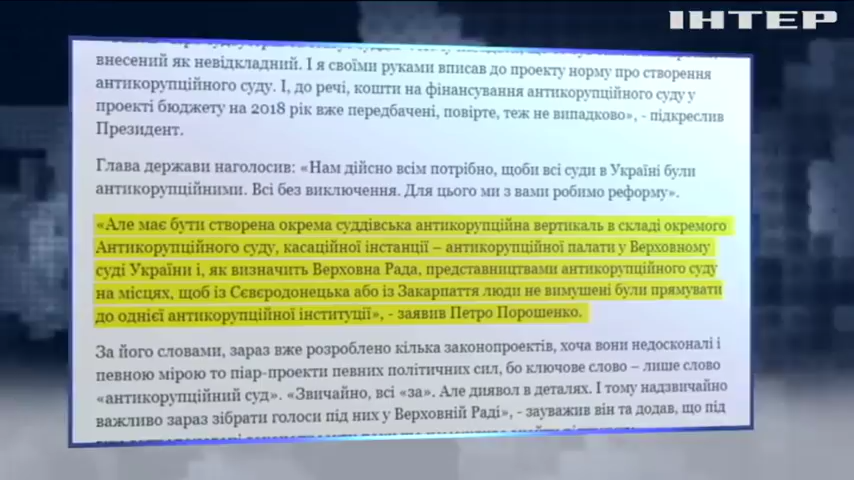 ІНТЕР
внесений як невідкладний. І я своїми руками вписав до проекту норму про створення
антикорупційного суду. І, до речі, кошти на фінансування антикорупційного суду у
проекті бюджету на 2018 рік вже передбачені, повірте, теж не випадково», - підкреслив
Президент.
Глава держави наголосив: «Нам дійсно всім потрібно, щоби всі суди в Україні були
антикорупційними. Всі без виключення. Для цього ми з вами робимо реформу».
«Але має бути створена окрема суддівська антикорупційна вертикаль в складі окремого
Антикорупційного суду, касаційної інстанції – антикорупційної палати у Верховному
суді України і, як визначить Верховна Рада, представництвами антикорупційного суду
на місцях, щоб із Сєвєродонецька або із Закарпаття люди не вимушені були прямувати
до однієї антикорупційної інституції», - заявив Петро Порошенко.
За його словами, зараз вже розроблено кілька законопроектів, хоча вони недосконалі і
певною мірою то піар-проекти певних політичних сил, бо ключове слово – лише слово
«антикорупційний суд». «Звичайно, всі «за». Але диявол в деталях. І тому надзвичайно
важливо зараз зібрати голоси під них у Верховній Раді», - зауважив він та додав, що під